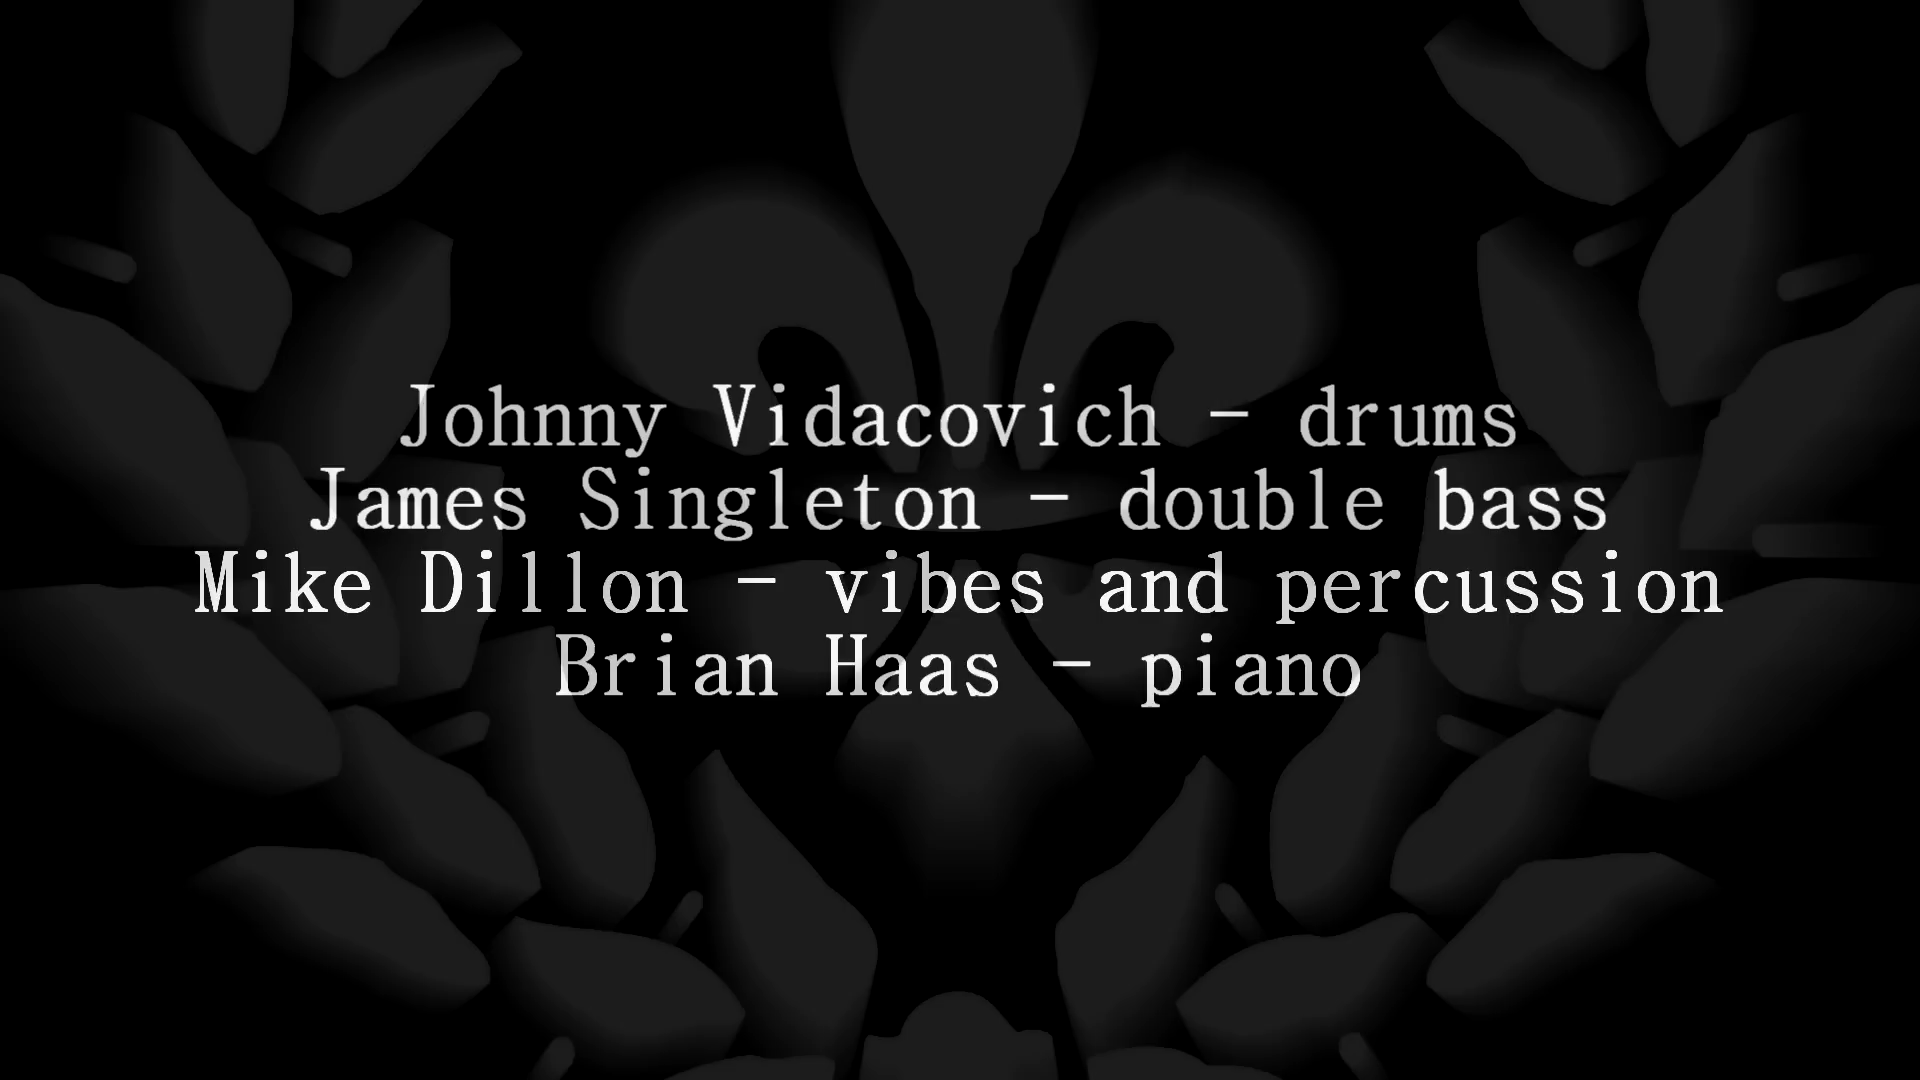 Johnny Vidacovich - drums
James Singleton - double bass
Mike Dillon - vibes and percussion
Brian Haas - piano